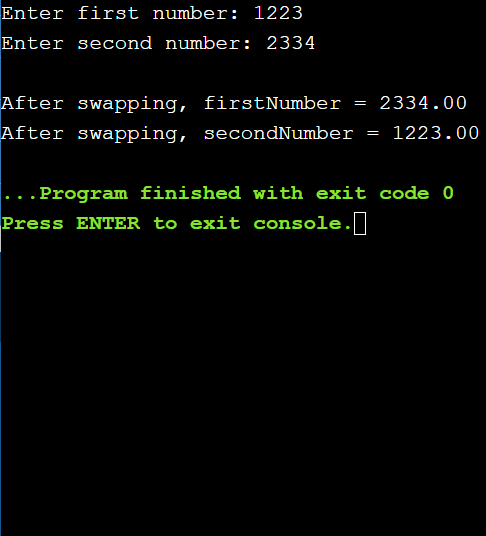 Enter first number: 1223
Enter second number: 2334
After swapping, firstNumber = 2334.00
After swapping, secondNumber = 1223.00
...Program finished with exit code 0
Press ENTER to exit console.